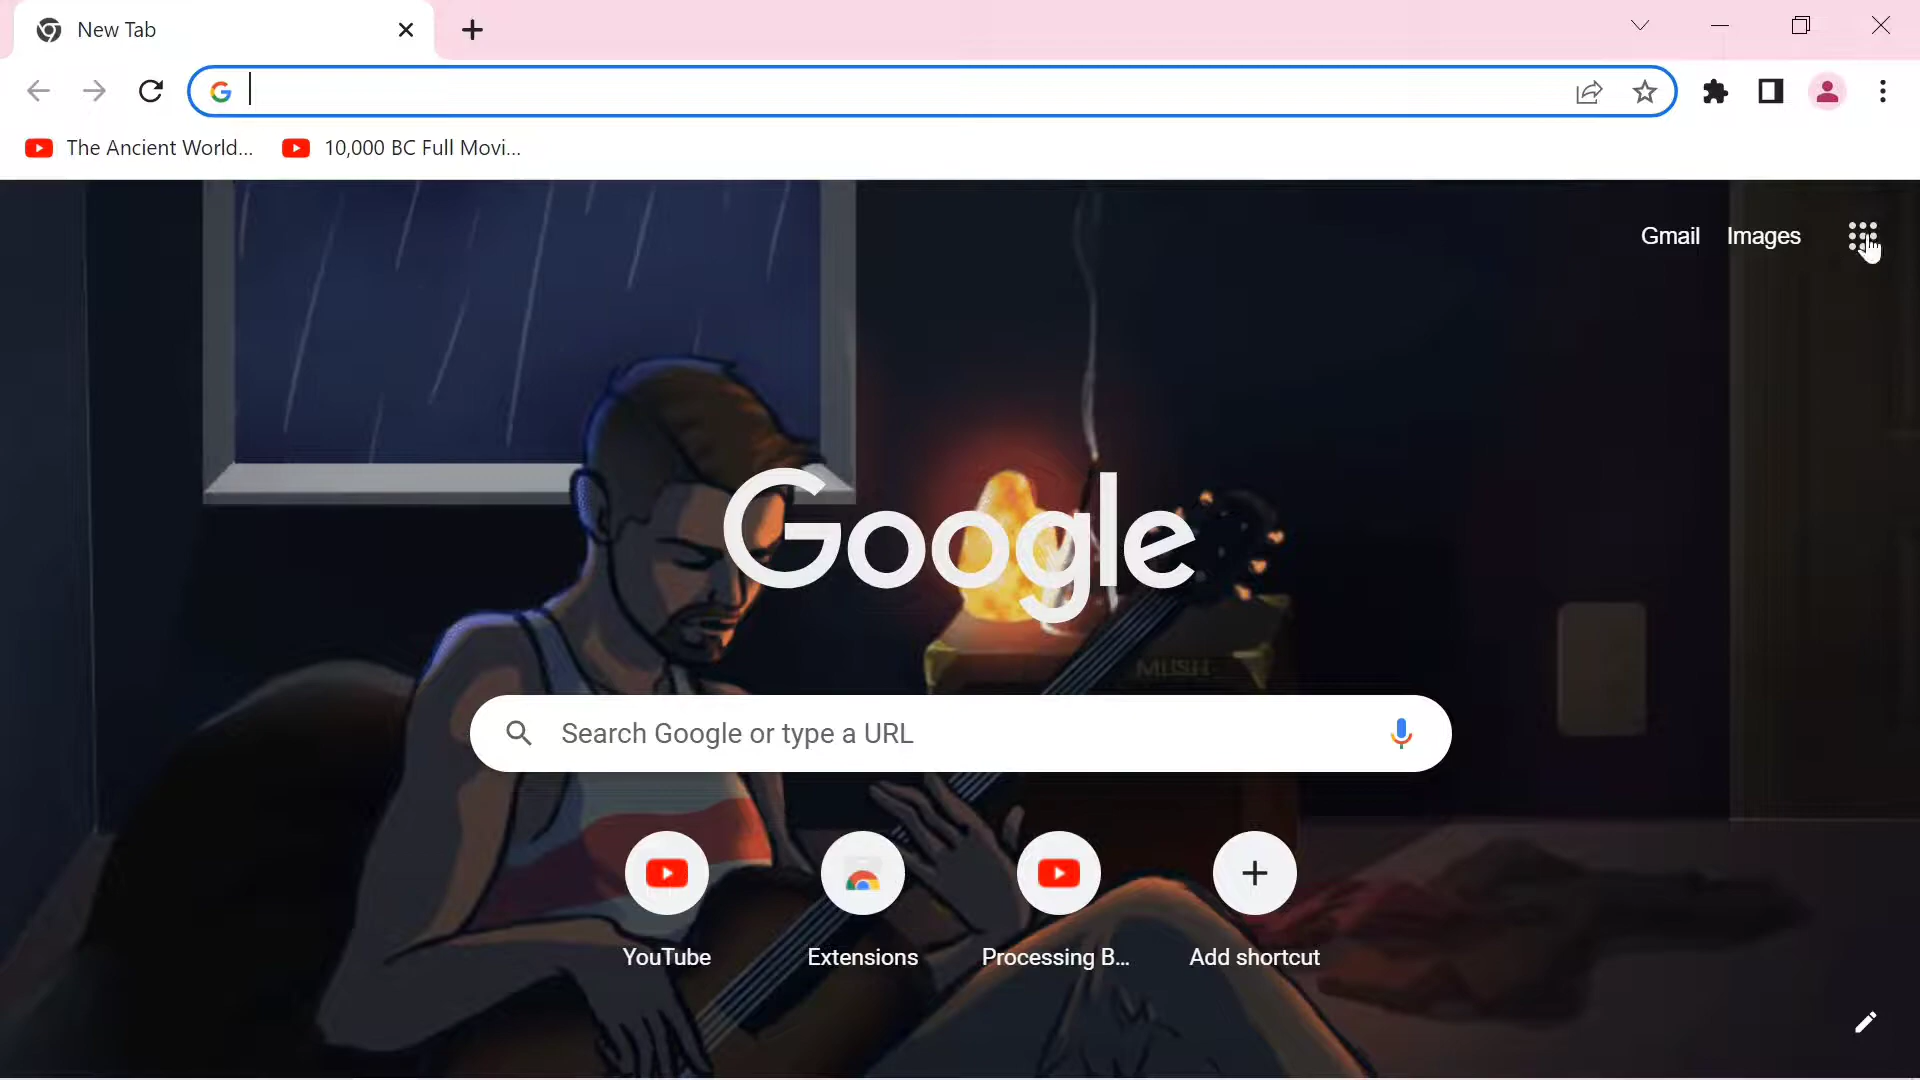 New Tab
The Ancient World...
10,000 BC Full Movi...
Gmail
Images
Google
MUSH
Search Google or type a URL
YouTube
Extensions
Processing B...
Add shortcut